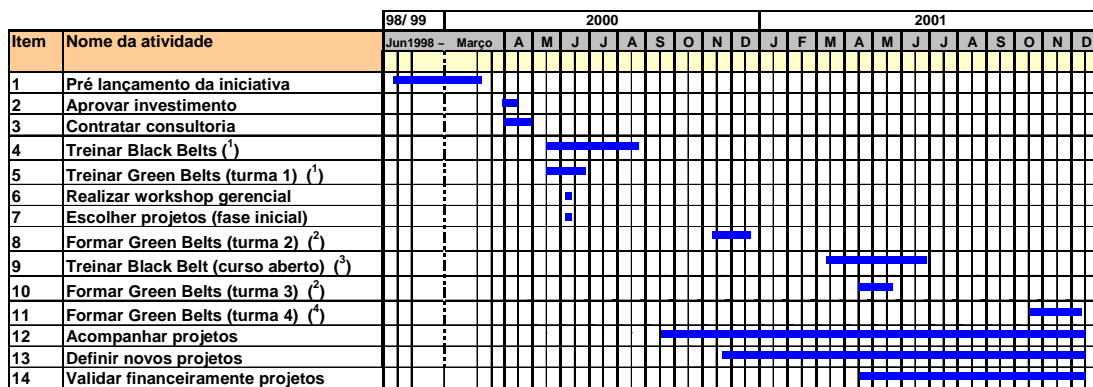 98/ 99 2000 2001
Item Nome da atividade Jun1998 ~ Março A M J J A S O N D J F M A M J J A S O N D
1 Pré lançamento da iniciativa
2 Aprovar investimento
3 Contratar consultoria
4 Treinar Black Belts (¹)
5 Treinar Green Belts (turma 1) (¹)
6 Realizar workshop gerencial
7 Escolher projetos (fase inicial)
8 Formar Green Belts (turma 2) (²)
9 Treinar Black Belt (curso aberto) (³)
10 Formar Green Belts (turma 3) (²)
11 Formar Green Belts (turma 4) (⁴)
12 Acompanhar projetos
13 Definir novos projetos
14 Validar financeiramente projetos